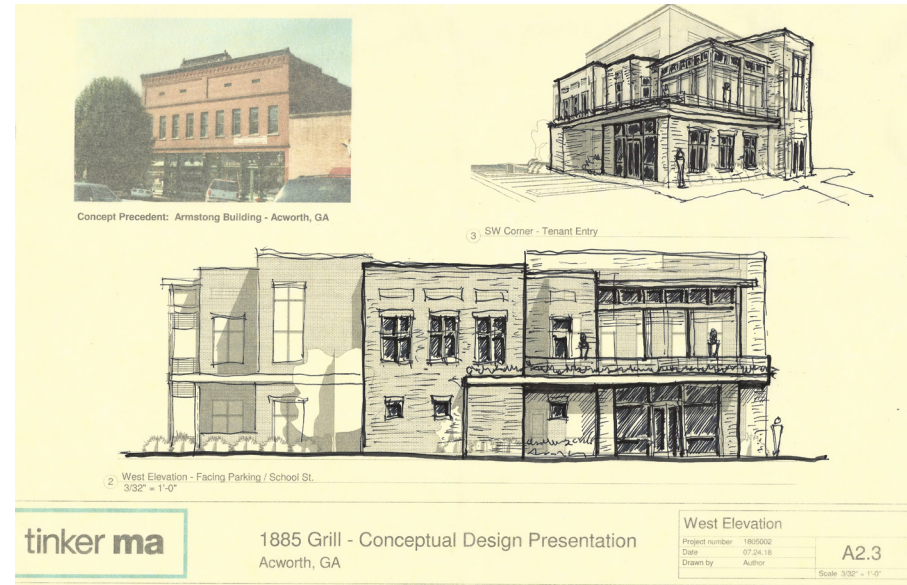 Concept Precedent: Armstong Building - Acworth, GA
3 SW Corner - Tenant Entry
2 West Elevation - Facing Parking / School St.
3/32" = 1'-0"
tinker ma
1885 Grill - Conceptual Design Presentation
Acworth, GA
West Elevation
Project number 1805002
Date 07.24.18
Drawn by Author
A2.3
Scale 3/32" = 1'-0"